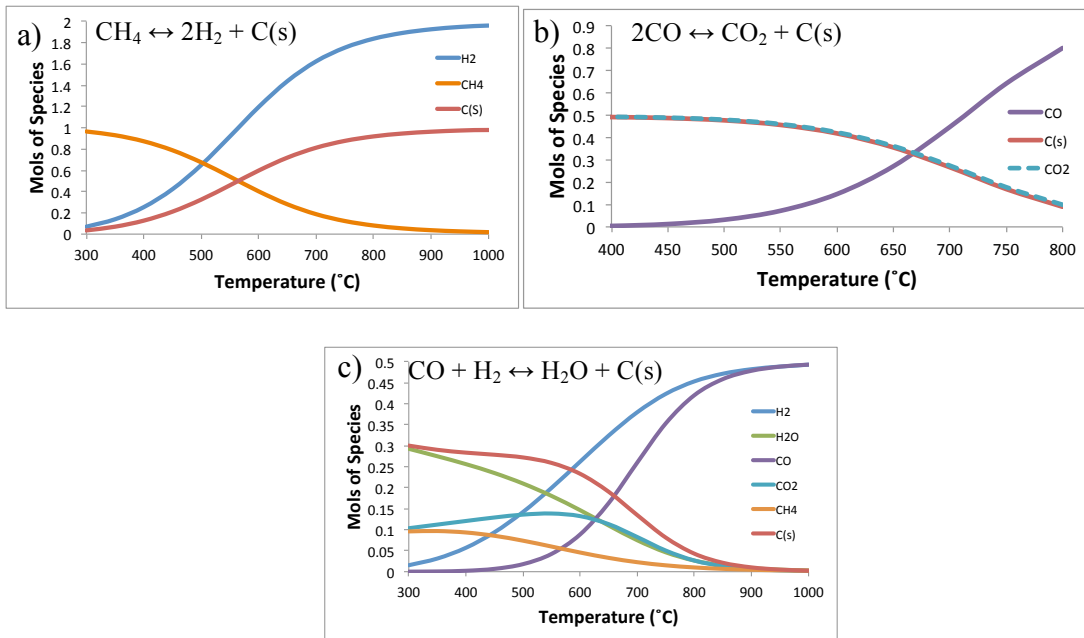 a) CH₄ ↔ 2H₂ + C(s)
2
1.8
1.6
1.4
1.2
1
0.8
0.6
0.4
0.2
0
Mols of Species
H2
CH4
C(S)
300 400 500 600 700 800 900 1000
Temperature (˚C)
b) 2CO ↔ CO₂ + C(s)
0.9
0.8
0.7
0.6
0.5
0.4
0.3
0.2
0.1
0
Mols of Species
CO
C(s)
CO2
400 450 500 550 600 650 700 750 800
Temperature (˚C)
c) CO + H₂ ↔ H₂O + C(s)
0.5
0.45
0.4
0.35
0.3
0.25
0.2
0.15
0.1
0.05
0
Mols of Species
H2
H2O
CO
CO2
CH4
C(s)
300 400 500 600 700 800 900 1000
Temperature (˚C)